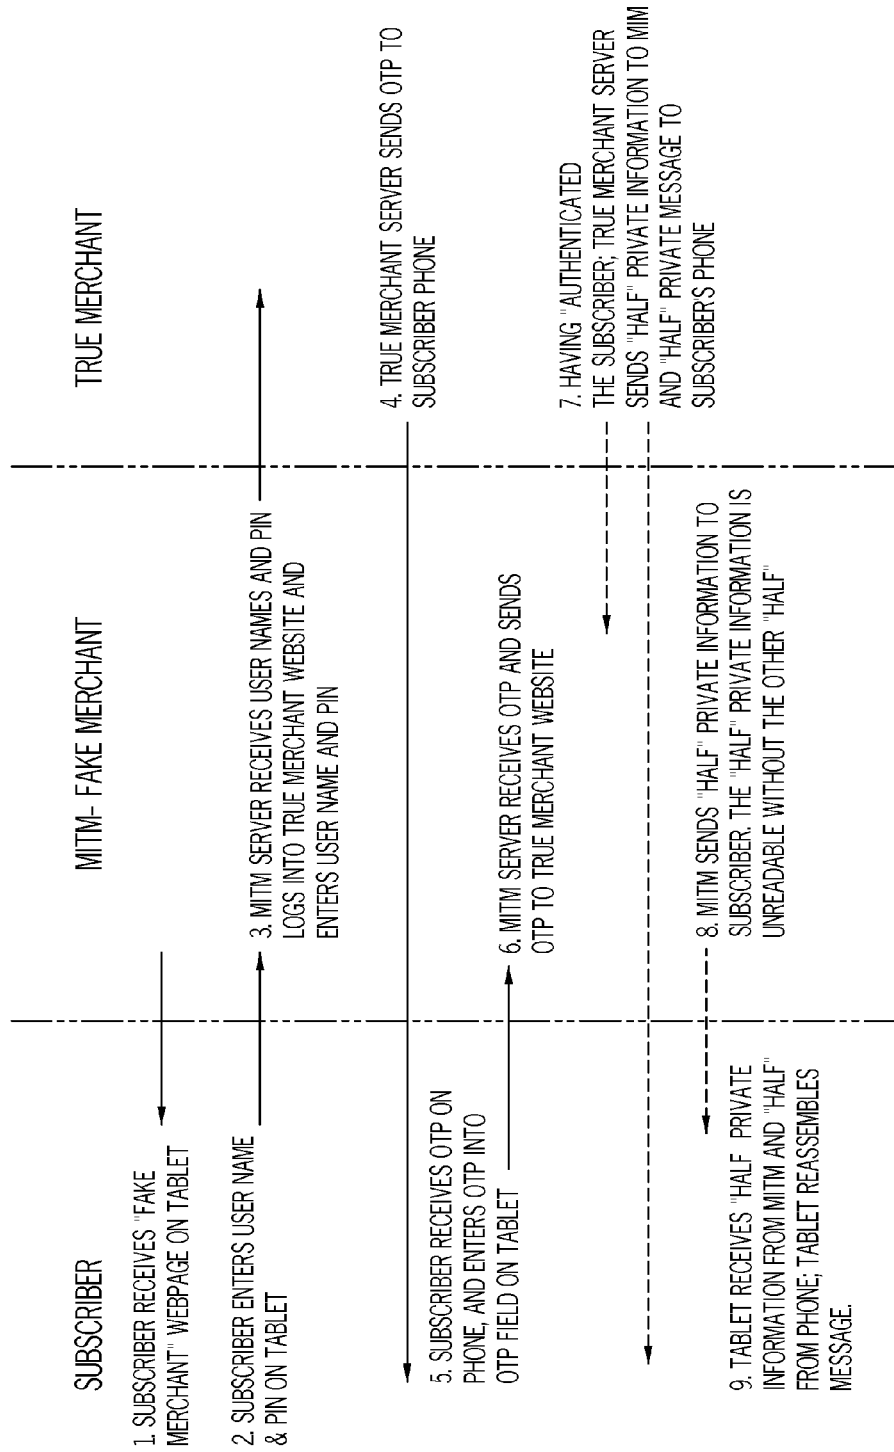 SUBSCRIBER
MITM- FAKE MERCHANT
TRUE MERCHANT
1. SUBSCRIBER RECEIVES "FAKE
MERCHANT" WEBPAGE ON TABLET
2. SUBSCRIBER ENTERS USER NAME
& PIN ON TABLET
3. MITM SERVER RECEIVES USER NAMES AND PIN
LOGS INTO TRUE MERCHANT WEBSITE AND
ENTERS USER NAME AND PIN
4. TRUE MERCHANT SERVER SENDS OTP TO
SUBSCRIBER PHONE
5. SUBSCRIBER RECEIVES OTP ON
PHONE, AND ENTERS OTP INTO
OTP FIELD ON TABLET
6. MITM SERVER RECEIVES OTP AND SENDS
OTP TO TRUE MERCHANT WEBSITE
7. HAVING "AUTHENTICATED
THE SUBSCRIBER; TRUE MERCHANT SERVER
SENDS "HALF" PRIVATE INFORMATION TO MIM
AND "HALF" PRIVATE MESSAGE TO
SUBSCRIBER'S PHONE
8. MITM SENDS "HALF" PRIVATE INFORMATION TO
SUBSCRIBER. THE "HALF" PRIVATE INFORMATION IS
UNREADABLE WITHOUT THE OTHER "HALF"
9. TABLET RECEIVES "HALF PRIVATE
INFORMATION FROM MITM AND "HALF"
FROM PHONE; TABLET REASSEMBLES
MESSAGE.